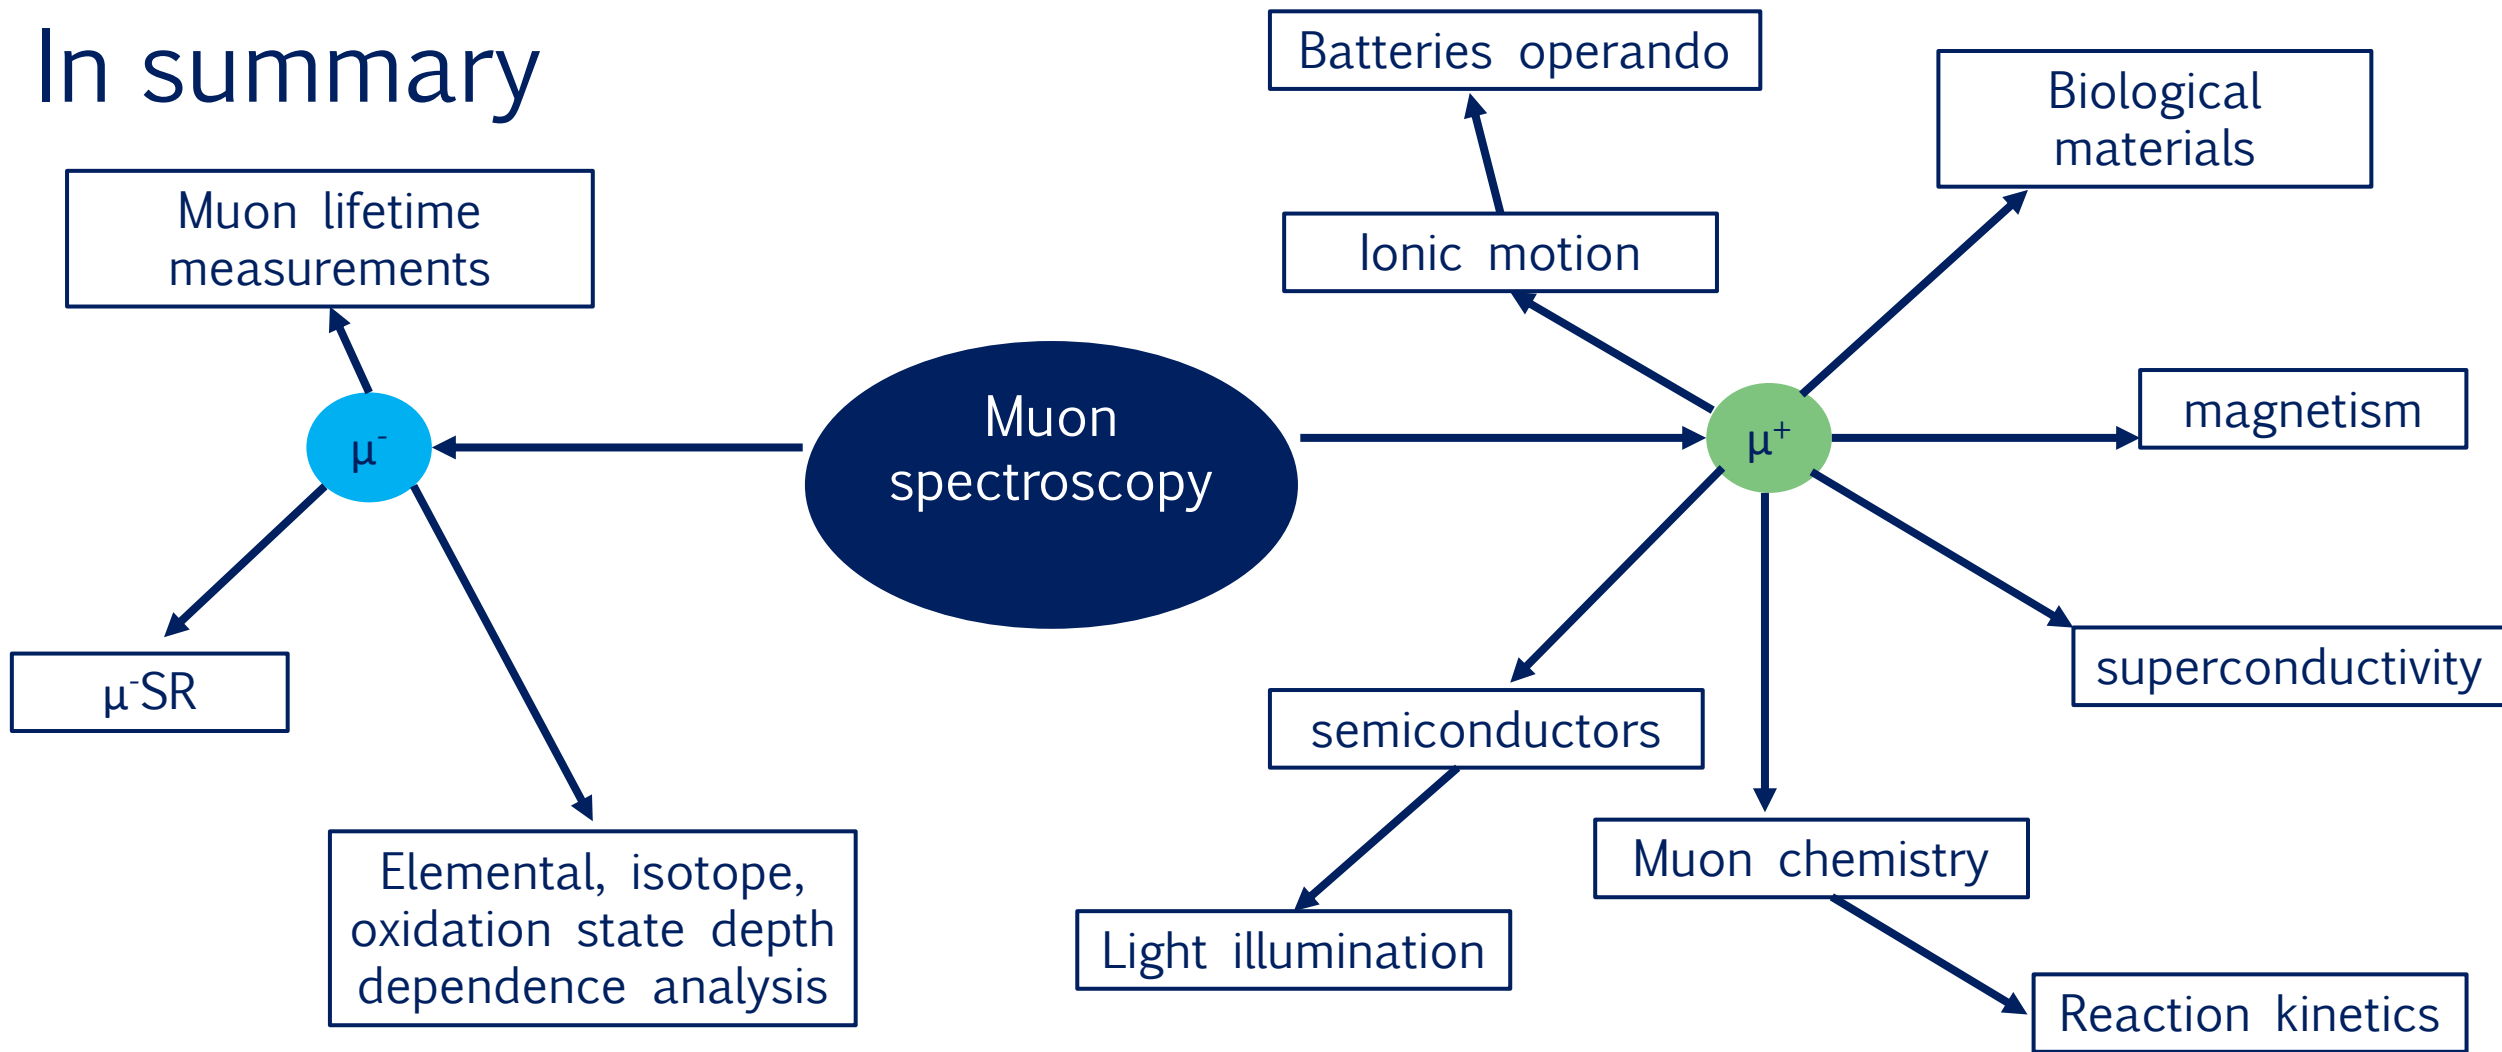 In summary
Batteries operando
Biological
materials
Muon lifetime
measurements
Ionic motion
Muon
spectroscopy
μ⁻
μ⁺
magnetism
μ⁻SR
superconductivity
semiconductors
Elemental, isotope,
oxidation state depth
dependence analysis
Muon chemistry
Light illumination
Reaction kinetics